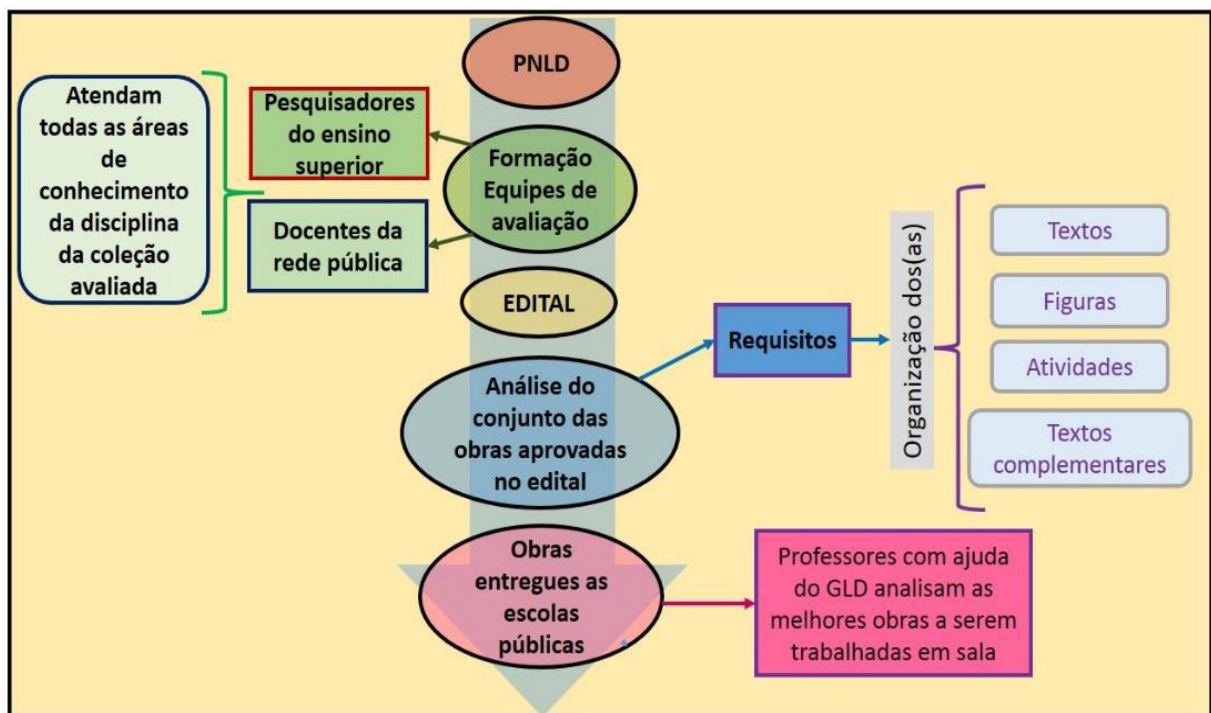 PNLD
Formação
Equipes de
avaliação
Pesquisadores
do ensino
superior
Docentes da
rede pública
Atendam
todas as áreas
de
conhecimento
da disciplina
da coleção
avaliada
EDITAL
Análise do
conjunto das
obras aprovadas
no edital
Requisitos
Organização dos(as)
Textos
Figuras
Atividades
Textos
complementares
Obras
entregues as
escolas
públicas
Professores com ajuda
do GLD analisam as
melhores obras a serem
trabalhadas em sala